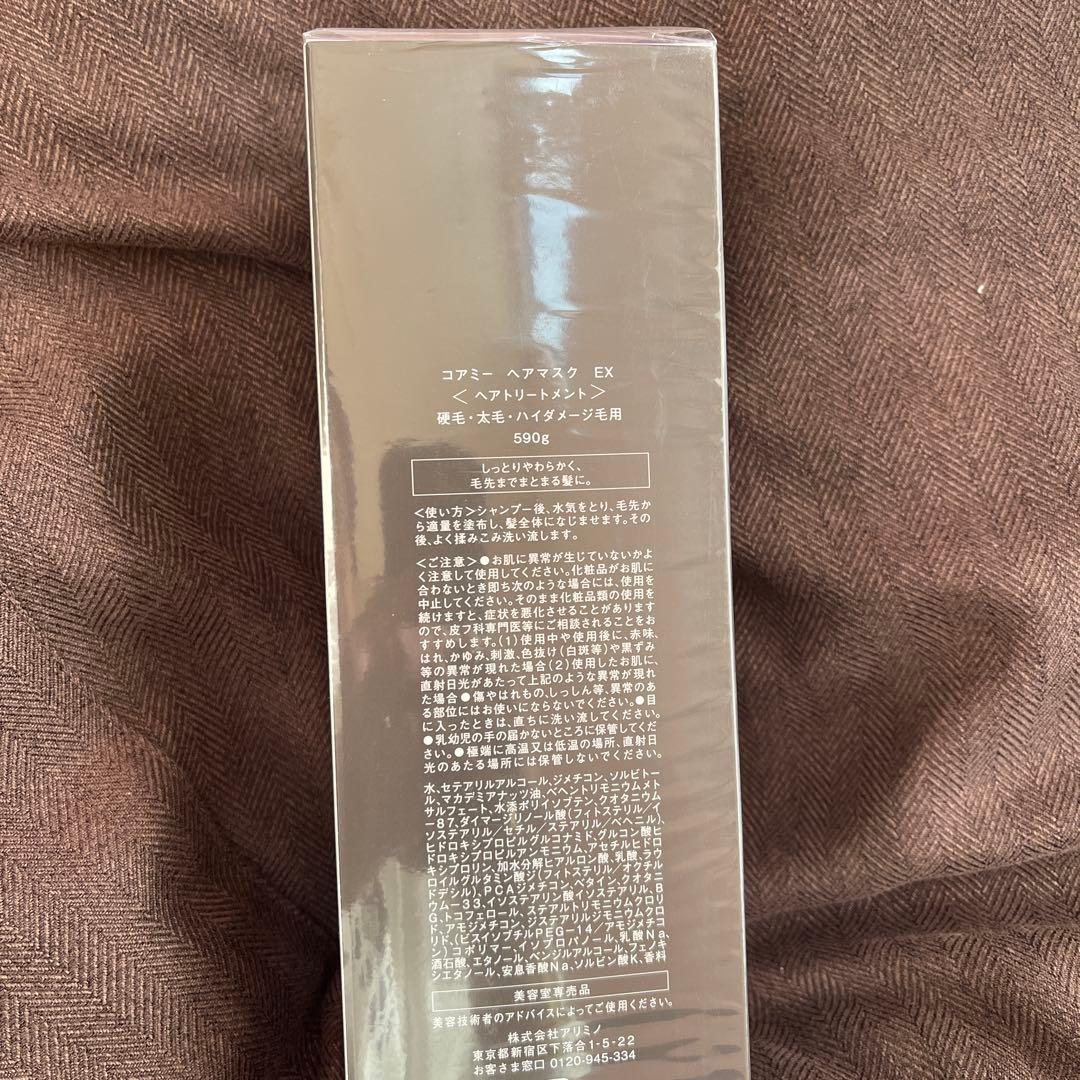 コアミー ヘアマスク EX
＜ヘアトリートメント＞
硬毛・太毛・ハイダメージ毛用
590g
しっとりやわらかく、
毛先までまとまる髪に。
＜使い方＞シャンプー後、水気をとり、毛先か
ら適量を塗布し、髪全体になじませます。その
後、よく揉みこみ洗い流します。
＜ご注意＞●お肌に異常が生じていないかよ
く注意して使用してください。化粧品がお肌に
合わないとき即ち次のような場合には、使用を
中止してください。そのまま化粧品類の使用を
続けますと、症状を悪化させることがあります
ので、皮フ科専門医等にご相談されることをお
すすめします。(1)使用中や使用後に、赤味、
はれ、かゆみ、刺激、色抜け(白斑等)や黒ずみ
等の異常が現れた場合(2)使用したお肌に、
直射日光があたって上記のような異常が現れ
た場合●傷やはれもの、しっしん等、異常のあ
る部位にはお使いにならないでください。●目
に入ったときは、直ちに洗い流してください。
●乳幼児の手の届かないところに保管してくだ
さい。●極端に高温又は低温の場所、直射日
光のあたる場所には保管しないでください。
水、セテアリルアルコール、ジメチコン、ソルビトー
ル、マカデミアナッツ油、ベヘントリモニウムメト
サルフェート、水添ポリイソブテン、クオタニウム
ー87、ダイマージリノール酸(フィトステリル／イ
ソステアリル／セチル／ステアリル／ベヘニル)、
ヒドロキシプロピルグルコナミド、グルコン酸ヒ
ドロキシプロピルアンモニウム、アセチルヒドロ
キシプロリン、加水分解ヒアルロン酸、乳酸、ラウ
ロイルグルタミン酸ジ(フィトステリル／オクチル
ドデシル)、PCAジメチコン、ベタイン、クオタニ
ウムー33、イソステアリン酸イソステアリル、B
G、トコフェロール、ステアルトリモニウムクロリ
ド、アモジメチコン、ジステアリルジモニウムクロ
リド、(ビスイソブチルPEG-14／アモジメチコ
ン)コポリマー、イソプロパノール、乳酸Na、
酒石酸、エタノール、ベンジルアルコール、フェノキ
シエタノール、安息香酸Na、ソルビン酸K、香料
美容室専売品
美容技術者のアドバイスによってご使用ください。
株式会社アリミノ
東京都新宿区下落合1-5-22
お客さま窓口 0120-945-334